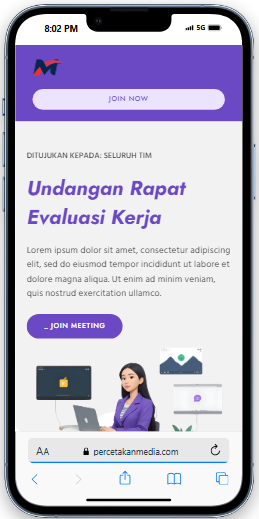 8:02 PM
5G
JOIN NOW
DITUJUKAN KEPADA: SELURUH TIM
Undangan Rapat
Evaluasi Kerja
Lorem ipsum dolor sit amet, consectetur adipiscing
elit, sed do eiusmod tempor incididunt ut labore et
dolore magna aliqua. Ut enim ad minim veniam,
quis nostrud exercitation ullamco.
_ JOIN MEETING
AA
percetakanmedia.com